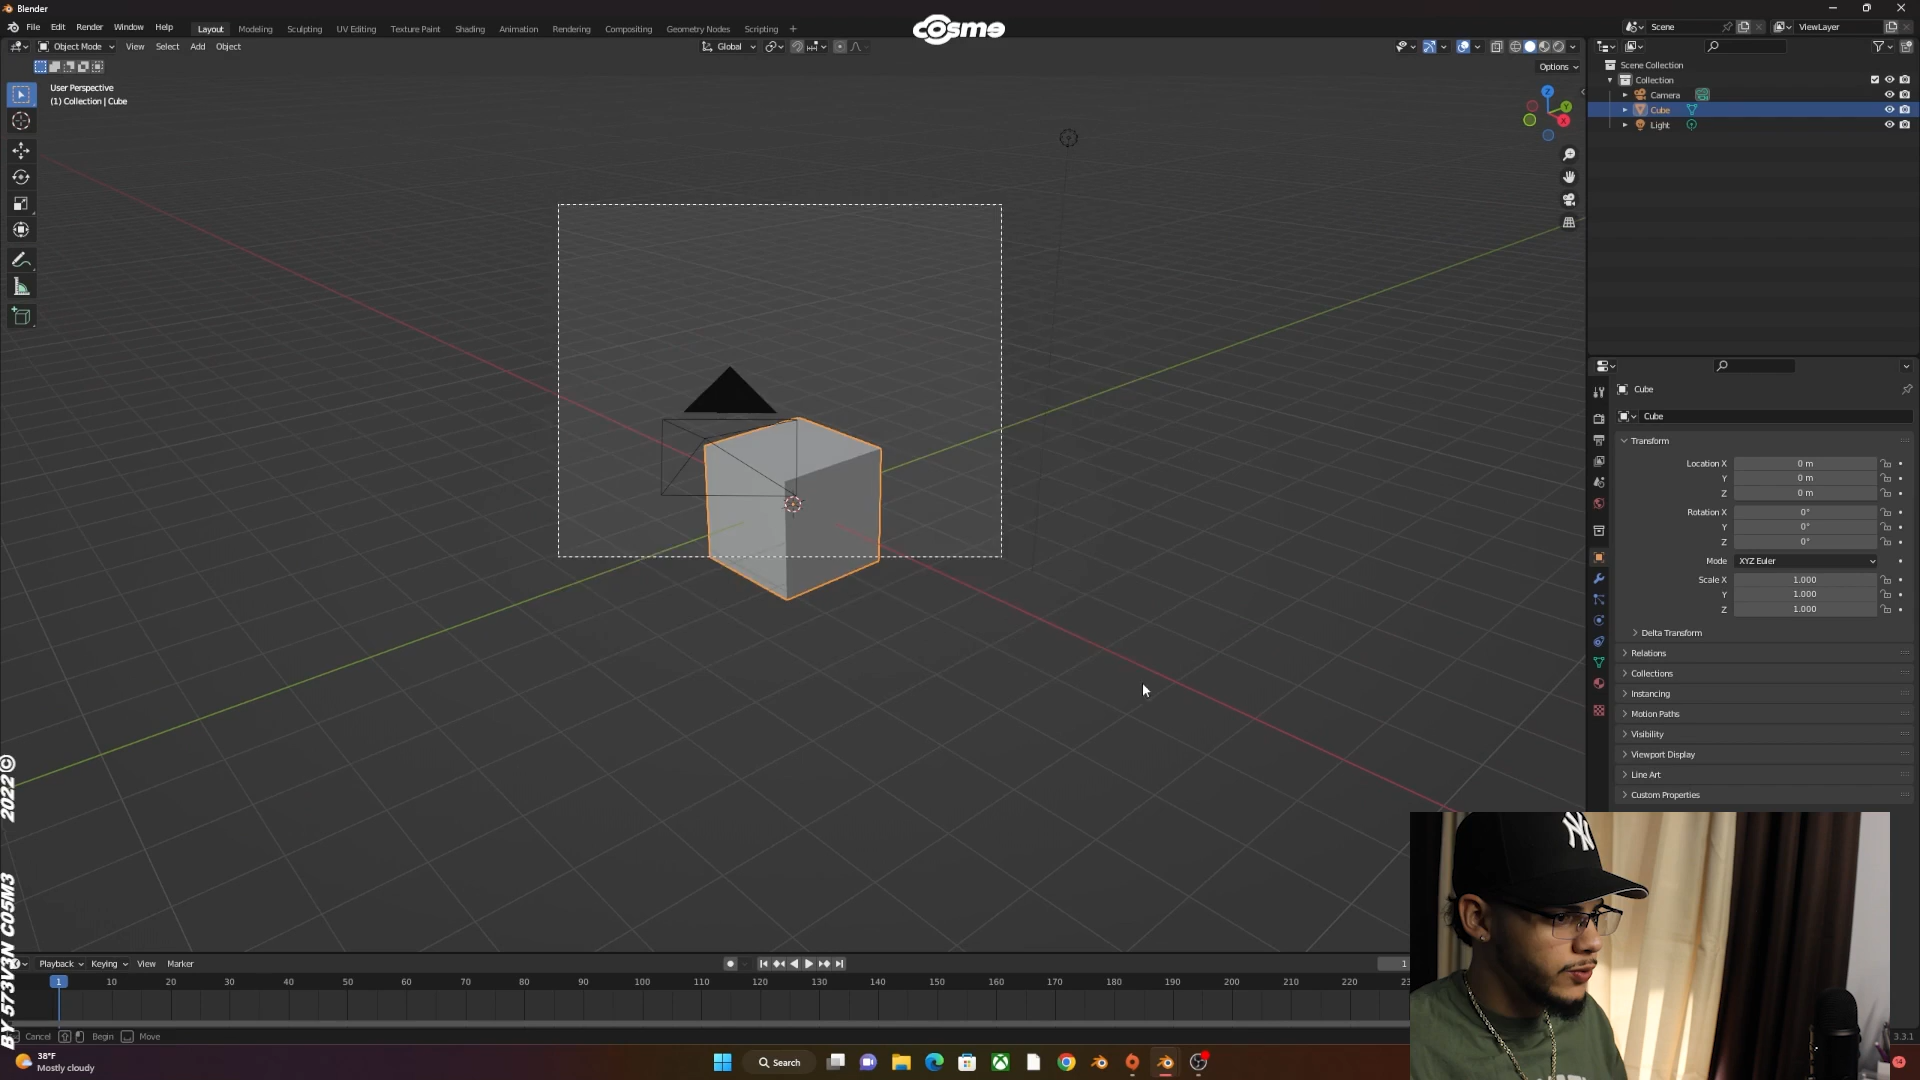 Blender
File Edit Render Window Help Layout Modeling Sculpting UV Editing Texture Paint Shading Animation Rendering Compositing Geometry Nodes Scripting + cosme Scene ViewLayer
Object Mode View Select Add Object Global
Options
User Perspective
(1) Collection | Cube
Z
Y
X
Scene Collection
Collection
Camera
Cube
Light
Cube
Cube
Transform
Location X 0 m
Y 0 m
Z 0 m
Rotation X 0°
Y 0°
Z 0°
Mode XYZ Euler
Scale X 1.000
Y 1.000
Z 1.000
Delta Transform
Relations
Collections
Instancing
Motion Paths
Visibility
Viewport Display
Line Art
Custom Properties
NY
BY 573V3N C05M3 2022©
Playback Keying View Marker 1
1 10 20 30 40 50 60 70 80 90 100 110 120 130 140 150 160 170 180 190 200 210 220 23
Cancel Begin Move 3.3.1
38°F
Mostly cloudy
Search
14